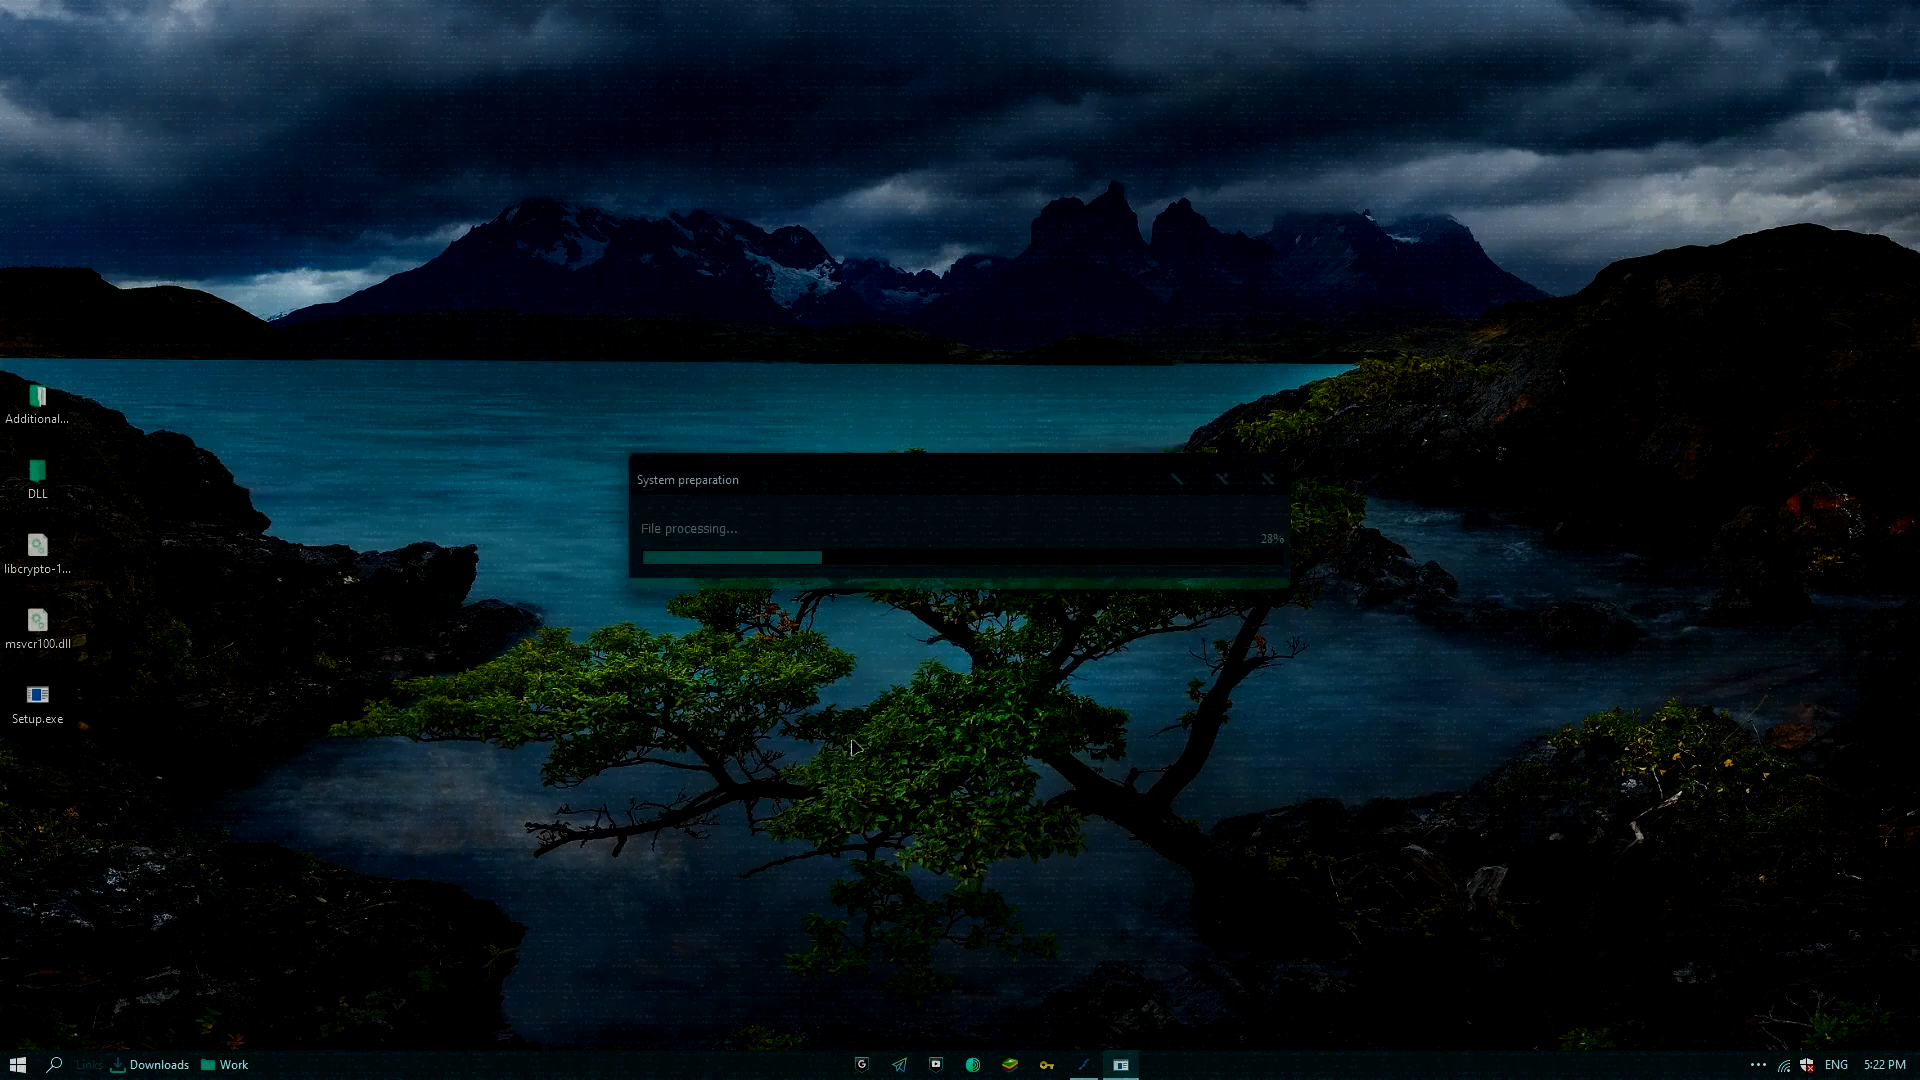 System preparation
File processing...
28%
Additional...
DLL
libcrypto-1...
msvcr100.dll
Setup.exe
Links Downloads Work ENG 5:22 PM